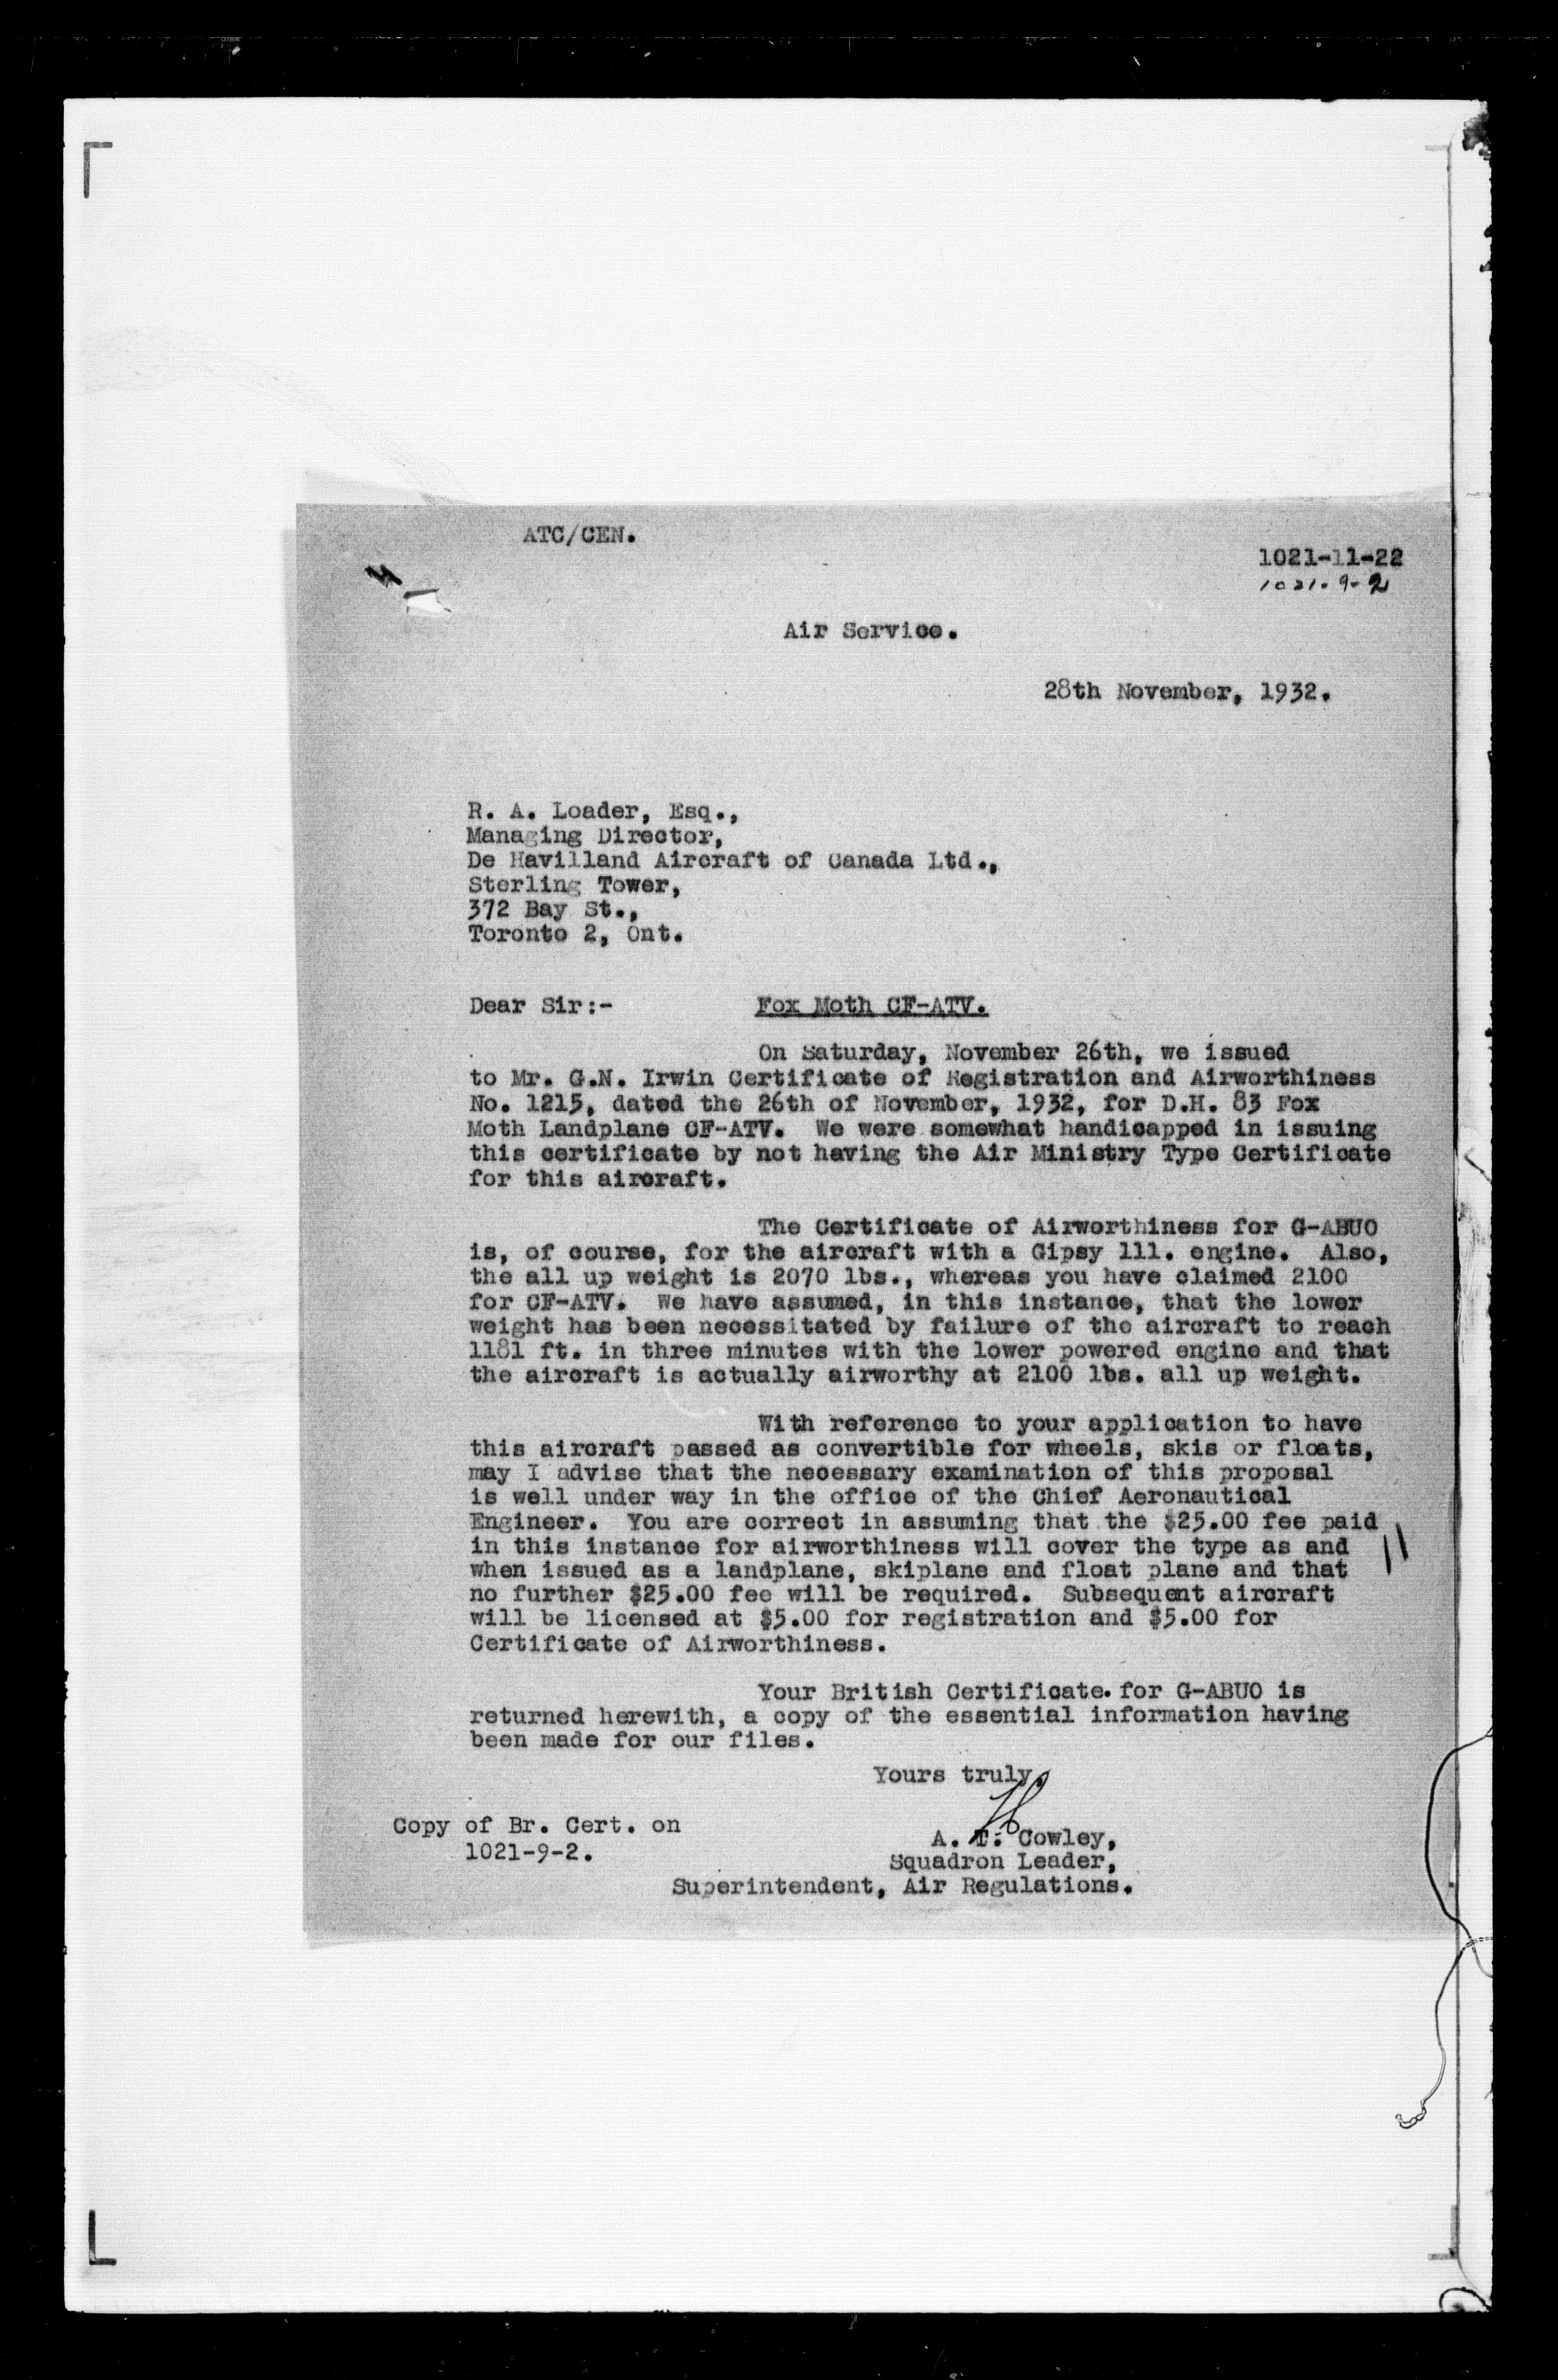 ATC/CEN.
1021-11-22
1021-9-2
Air Service.
28th November, 1932.
R. A. Loader, Esq.,
Managing Director,
De Havilland Aircraft of Canada Ltd.,
Sterling Tower,
372 Bay St.,
Toronto 2, Ont.
Dear Sir:- Fox Moth CF-ATV.
On Saturday, November 26th, we issued
to Mr. G.N. Irwin Certificate of Registration and Airworthiness
No. 1215, dated the 26th of November, 1932, for D.H. 83 Fox
Moth Landplane CF-ATV. We were somewhat handicapped in issuing
this certificate by not having the Air Ministry Type Certificate
for this aircraft.
The Certificate of Airworthiness for G-ABUO
is, of course, for the aircraft with a Gipsy 111. engine. Also,
the all up weight is 2070 lbs., whereas you have claimed 2100
for CF-ATV. We have assumed, in this instance, that the lower
weight has been necessitated by failure of the aircraft to reach
1181 ft. in three minutes with the lower powered engine and that
the aircraft is actually airworthy at 2100 lbs. all up weight.
With reference to your application to have
this aircraft passed as convertible for wheels, skis or floats,
may I advise that the necessary examination of this proposal
is well under way in the office of the Chief Aeronautical
Engineer. You are correct in assuming that the $25.00 fee paid
in this instance for airworthiness will cover the type as and
when issued as a landplane, skiplane and float plane and that
no further $25.00 fee will be required. Subsequent aircraft
will be licensed at $5.00 for registration and $5.00 for
Certificate of Airworthiness.
Your British Certificate. for G-ABUO is
returned herewith, a copy of the essential information having
been made for our files.
Yours truly,
Copy of Br. Cert. on
1021-9-2.
A. T. Cowley,
Squadron Leader,
Superintendent, Air Regulations.